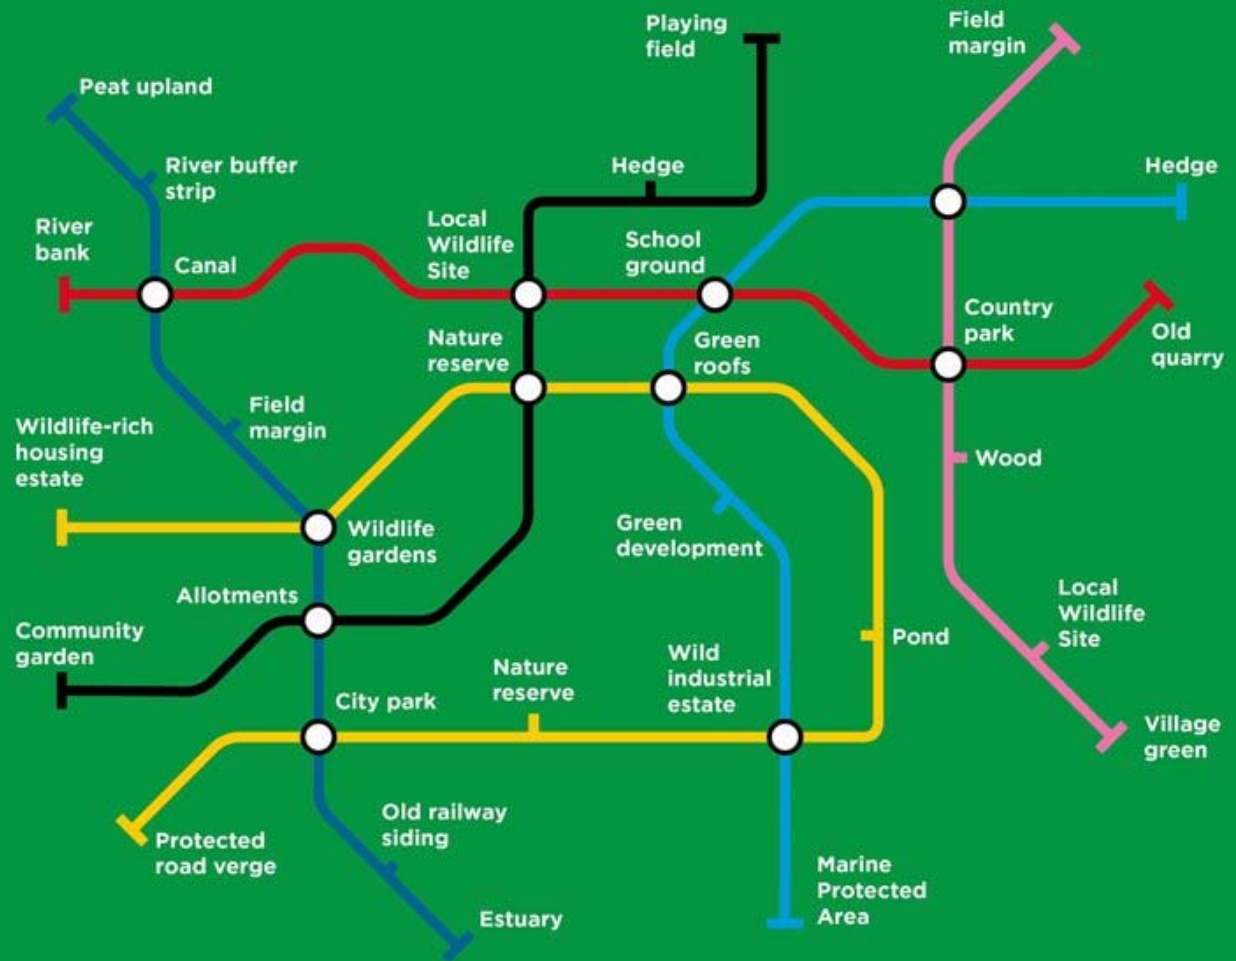 Playing
field
Field
margin
Peat upland
River buffer
strip
Hedge
Hedge
River
bank
Canal
Local
Wildlife
Site
School
ground
Country
park
Old
quarry
Nature
reserve
Green
roofs
Field
margin
Wildlife-rich
housing
estate
Wood
Wildlife
gardens
Green
development
Allotments
Community
garden
Local
Wildlife
Site
Pond
Nature
reserve
Wild
industrial
estate
City park
Village
green
Old railway
siding
Protected
road verge
Marine
Protected
Area
Estuary